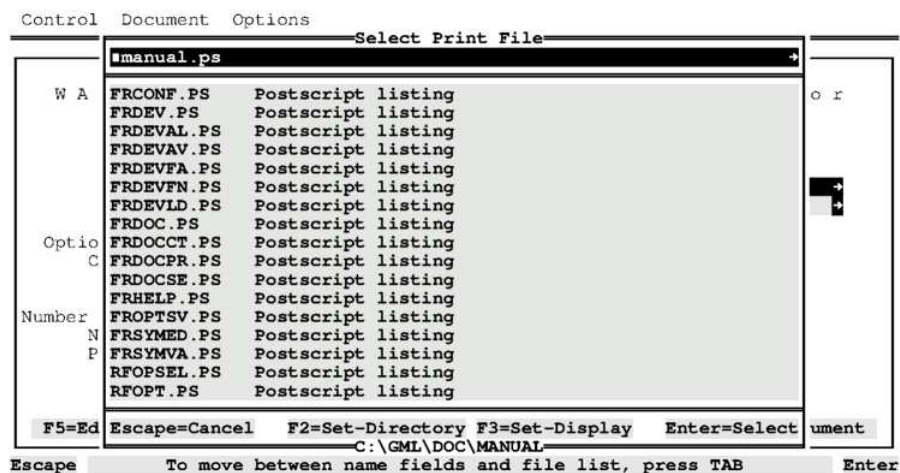 Control Document Options
Select Print File
manual.ps →
W A FRCONF.PS Postscript listing o r
FRDEV.PS Postscript listing
FRDEVAL.PS Postscript listing
FRDEVAV.PS Postscript listing
FRDEVFA.PS Postscript listing
FRDEVFN.PS Postscript listing →
FRDEVLD.PS Postscript listing →
FRDOC.PS Postscript listing
Optio FRDOCCT.PS Postscript listing
C FRDOCPR.PS Postscript listing
FRDOCSE.PS Postscript listing
FRHELP.PS Postscript listing
Number FROPTSV.PS Postscript listing
N FRSYMED.PS Postscript listing
P FRSYMVA.PS Postscript listing
RFOPSEL.PS Postscript listing
RFOPT.PS Postscript listing
F5=Ed Escape=Cancel F2=Set-Directory F3=Set-Display Enter=Select ument
C:\GML\DOC\MANUAL
Escape To move between name fields and file list, press TAB Enter